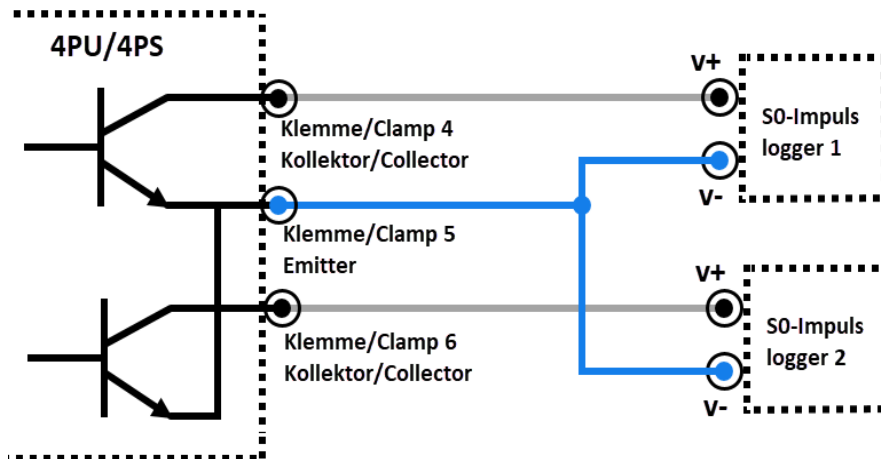 4PU/4PS
V+
Klemme/Clamp 4
Kollektor/Collector
S0-Impuls
logger 1
V-
Klemme/Clamp 5
Emitter
V+
Klemme/Clamp 6
Kollektor/Collector
S0-Impuls
logger 2
V-